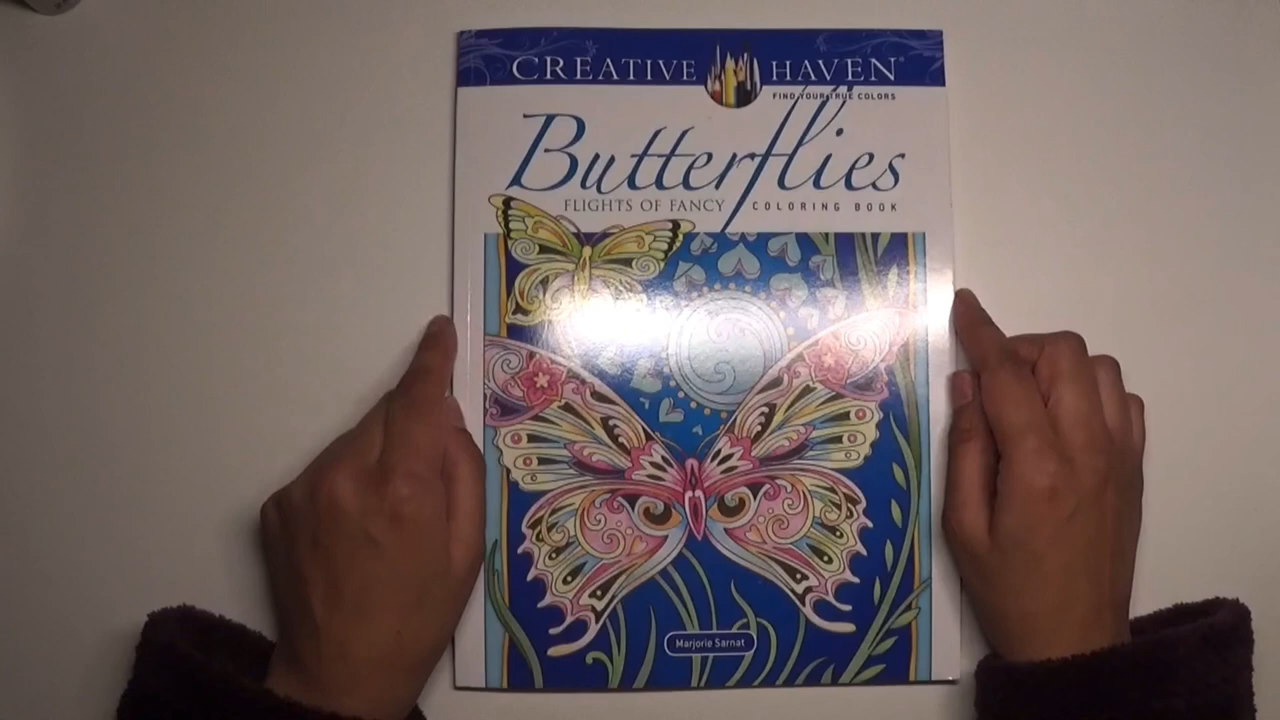 CREATIVE HAVEN®
FIND YOUR TRUE COLORS
Butterflies
FLIGHTS OF FANCY COLORING BOOK
Marjorie Sarnat